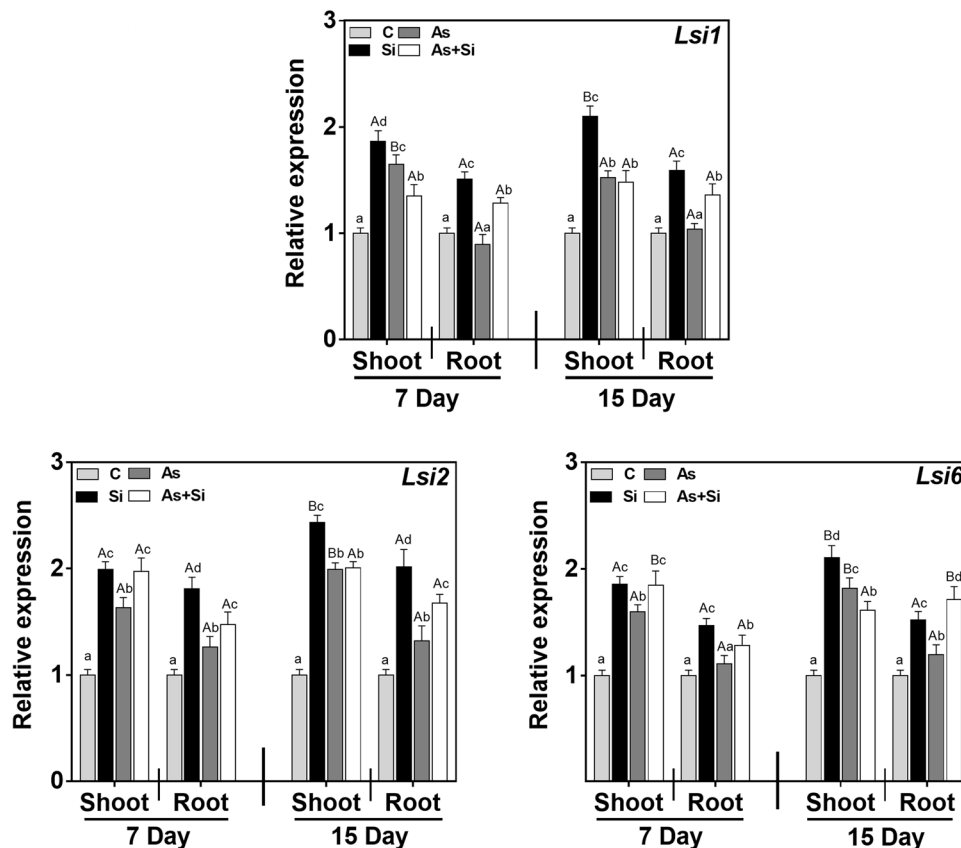 3
Lsi1
C As
Si As+Si
Relative expression
2
1
0
Ad
Bc
Ab
a
Ac
Ab
a
Aa
Bc
Ab
Ab
a
Ac
Ab
a
Aa
Shoot Root Shoot Root
7 Day 15 Day
3
Lsi2
C As
Si As+Si
Relative expression
2
1
0
Ac
Ac
Ab
a
Ad
Ac
Ab
a
Bc
Bb
Ab
a
Ad
Ac
Ab
a
Shoot Root Shoot Root
7 Day 15 Day
3
Lsi6
C As
Si As+Si
Relative expression
2
1
Ac
Bc
Ab
a
Ac
Ab
Aa
a
Bd
Bc
Ab
a
Bd
Ac
Ab
a
Shoot Root Shoot Root
7 Day 15 Day